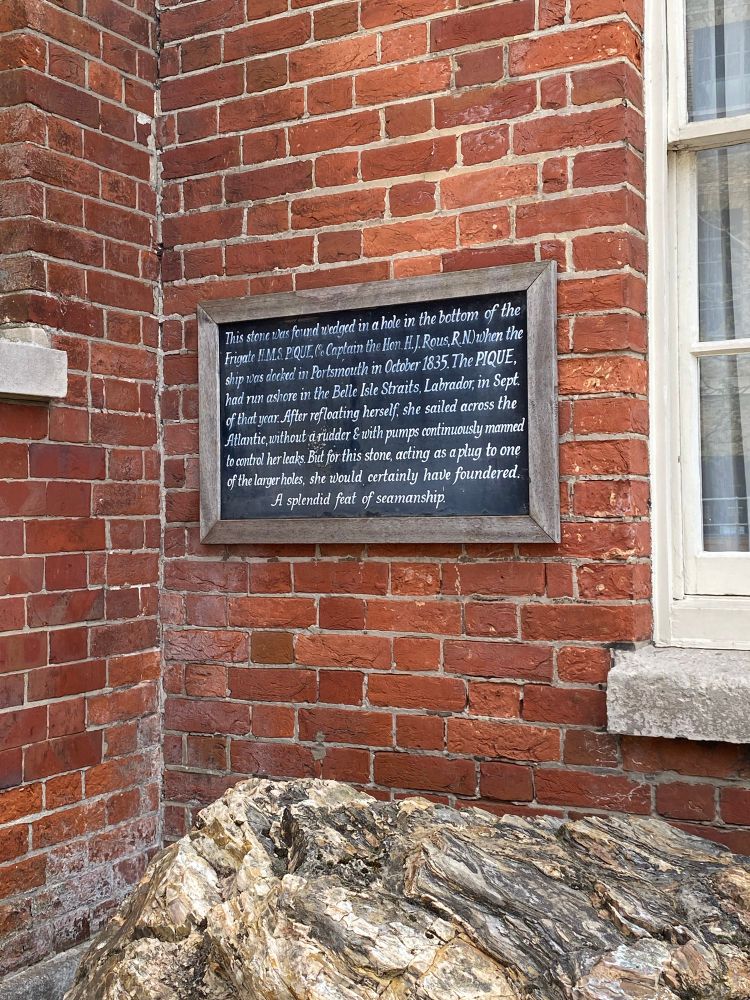 This stone was found wedged in a hole in the bottom of the
Frigate H.M.S. PIQUE, (Captain the Hon. H.J. Rous, R.N.) when the
ship was docked in Portsmouth in October 1835. The PIQUE,
had run ashore in the Belle Isle Straits, Labrador, in Sept.
of that year. After refloating herself, she sailed across the
Atlantic, without a rudder & with pumps continuously manned
to control her leaks. But for this stone, acting as a plug to one
of the larger holes, she would certainly have foundered.
A splendid feat of seamanship.